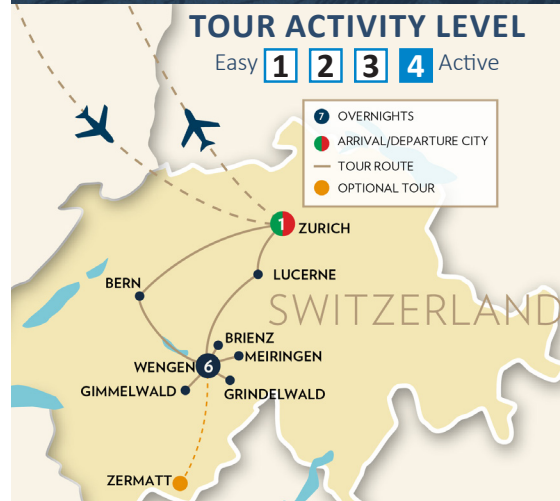 TOUR ACTIVITY LEVEL
Easy 1 2 3 4 Active
7 OVERNIGHTS
ARRIVAL/DEPARTURE CITY
TOUR ROUTE
OPTIONAL TOUR
1 ZURICH
LUCERNE
BERN
SWITZERLAND
BRIENZ
MEIRINGEN
WENGEN 6
GIMMELWALD
GRINDELWALD
ZERMATT